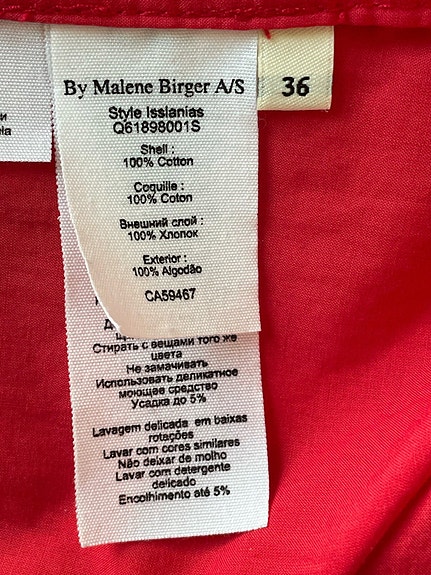 By Malene Birger A/S
36
Style Isslanias
Q61898001S
Shell :
100% Cotton
Coquille :
100% Coton
Внешний слой :
100% Хлопок
Exterior :
100% Algodão
CA59467
Стирать с вещами того же
цвета
Не замачивать
Использовать деликатное
моющее средство
Усадка до 5%
Lavagem delicada em baixas
rotações
Lavar com cores similares
Não deixar de molho
Lavar com detergente
delicado
Encolhimento até 5%